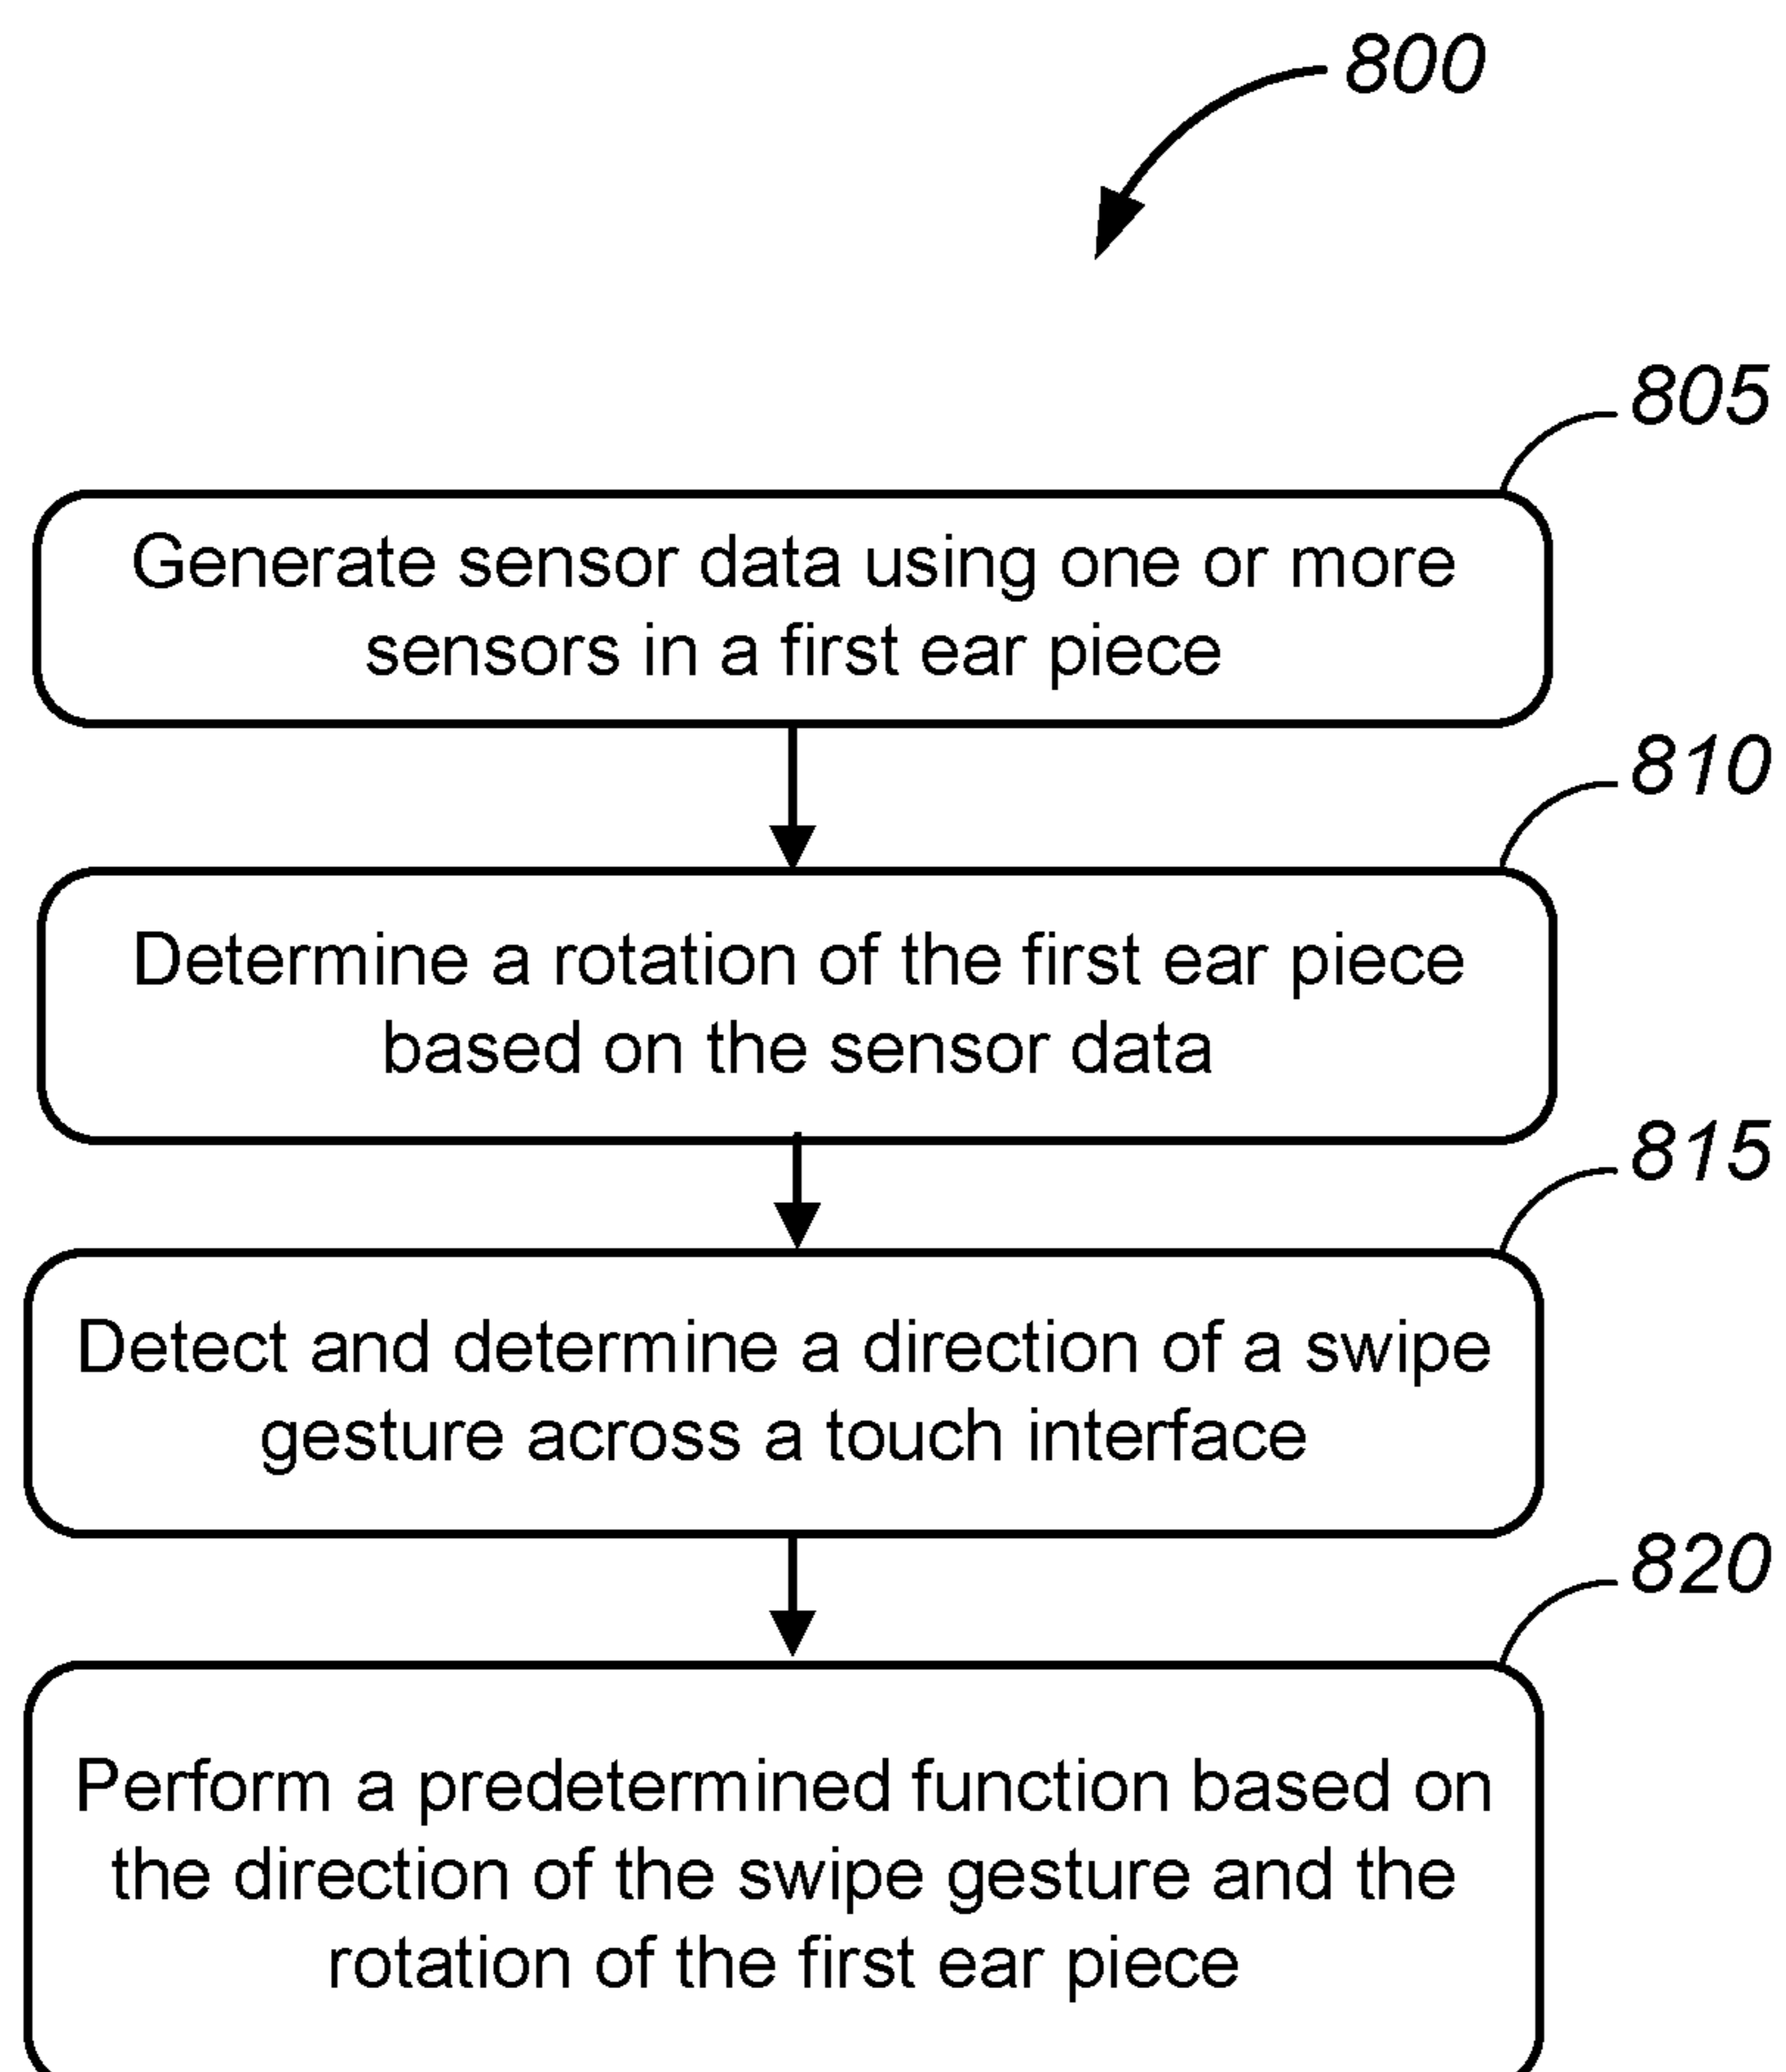 800
805
Generate sensor data using one or more
sensors in a first ear piece
810
Determine a rotation of the first ear piece
based on the sensor data
815
Detect and determine a direction of a swipe
gesture across a touch interface
820
Perform a predetermined function based on
the direction of the swipe gesture and the
rotation of the first ear piece